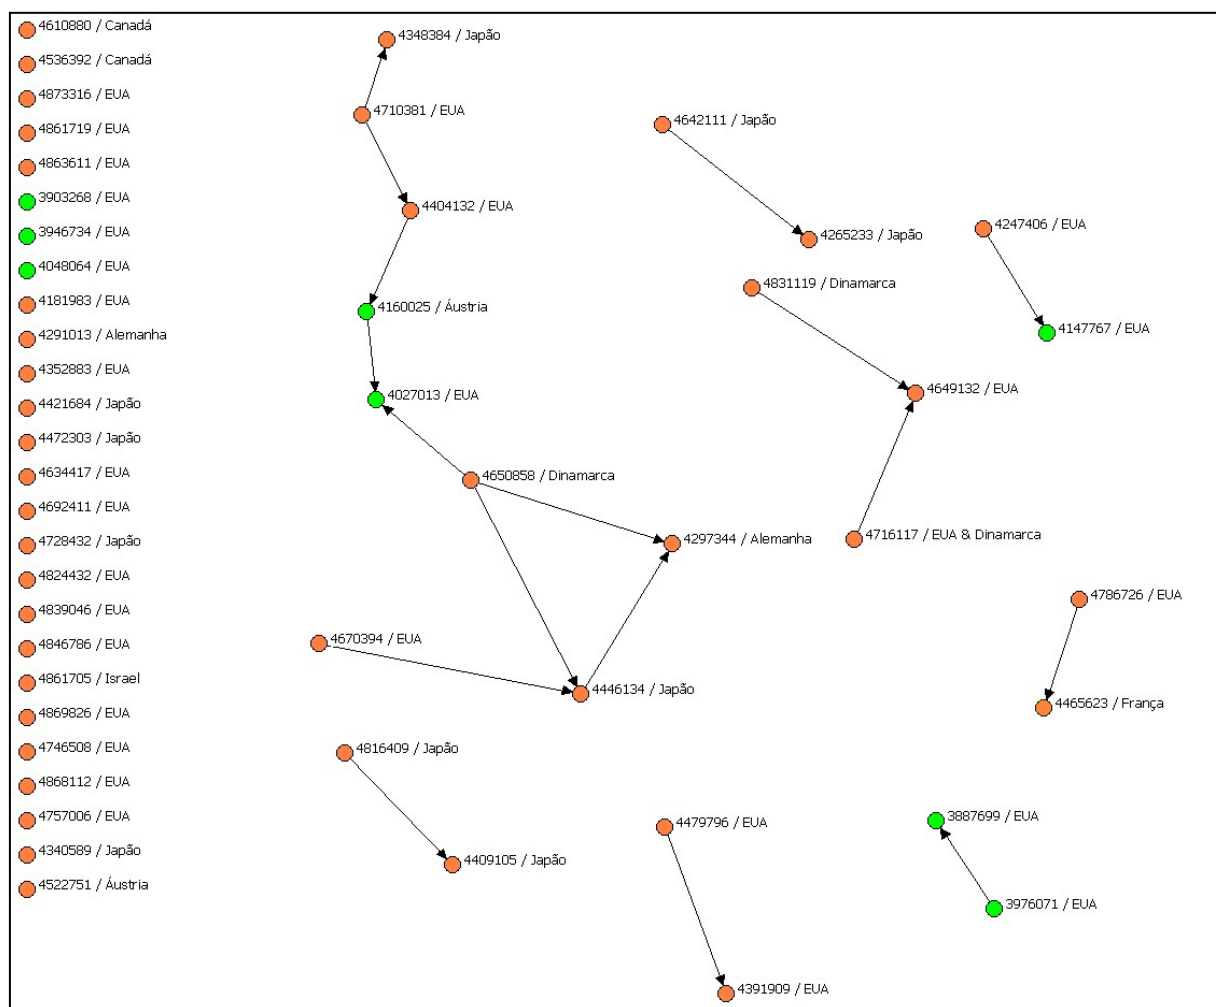 4610880 / Canadá
4536392 / Canadá
4873316 / EUA
4861719 / EUA
4863611 / EUA
3903268 / EUA
3946734 / EUA
4048064 / EUA
4181983 / EUA
4291013 / Alemanha
4352883 / EUA
4421684 / Japão
4472303 / Japão
4634417 / EUA
4692411 / EUA
4728432 / Japão
4824432 / EUA
4839046 / EUA
4846786 / EUA
4861705 / Israel
4869826 / EUA
4746508 / EUA
4868112 / EUA
4757006 / EUA
4340589 / Japão
4522751 / Áustria
4348384 / Japão
4710381 / EUA
4404132 / EUA
4160025 / Áustria
4027013 / EUA
4650858 / Dinamarca
4297344 / Alemanha
4670394 / EUA
4446134 / Japão
4816409 / Japão
4409105 / Japão
4642111 / Japão
4265233 / Japão
4831119 / Dinamarca
4649132 / EUA
4716117 / EUA & Dinamarca
4247406 / EUA
4147767 / EUA
4786726 / EUA
4465623 / França
4479796 / EUA
4391909 / EUA
3887699 / EUA
3976071 / EUA